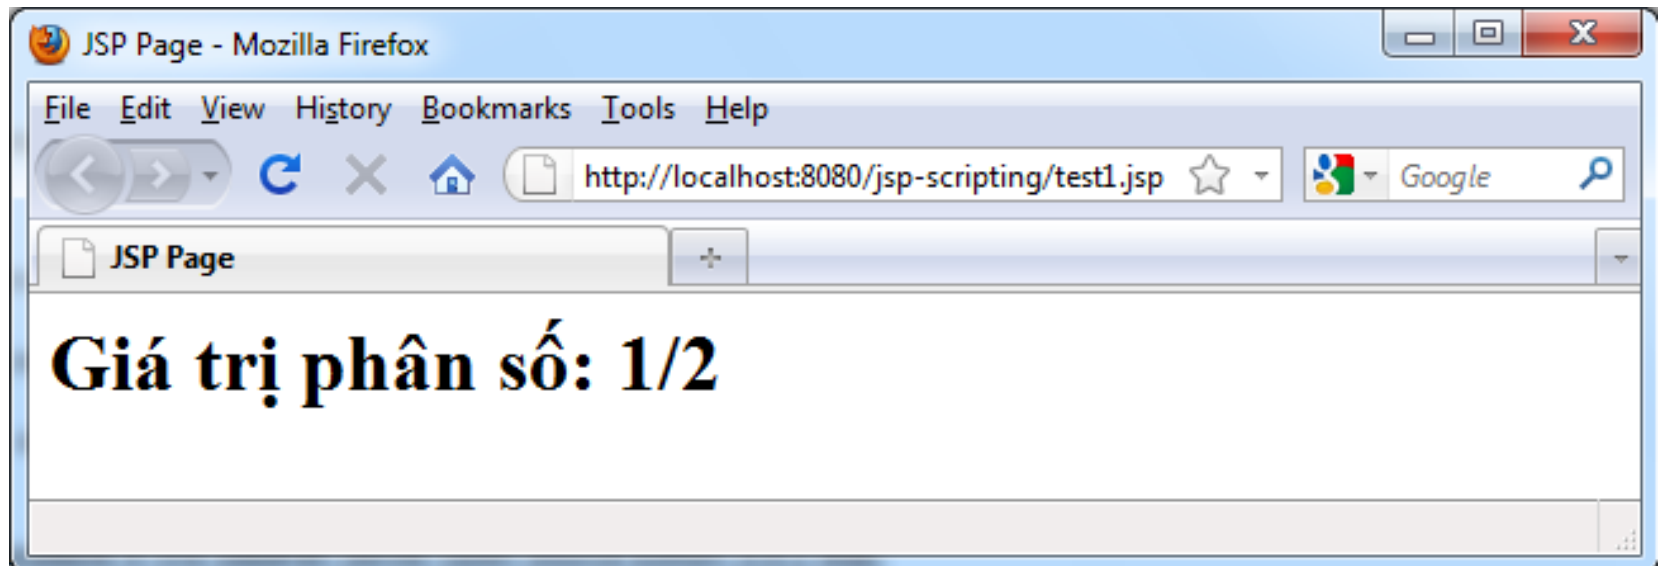 JSP Page - Mozilla Firefox
File Edit View History Bookmarks Tools Help
http://localhost:8080/jsp-scripting/test1.jsp Google
JSP Page
Giá trị phân số: 1/2